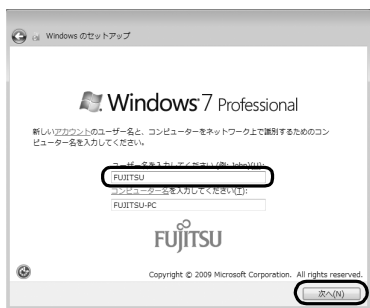 Windows のセットアップ
Windows 7 Professional
新しいアカウントのユーザー名と、コンピューターをネットワーク上で識別するためのコン
ピューター名を入力してください。
ユーザー名を入力してください (例: John)(U):
FUJITSU
コンピューター名を入力してください(T):
FUJITSU-PC
FUJITSU
Copyright © 2009 Microsoft Corporation. All rights reserved.
次へ(N)